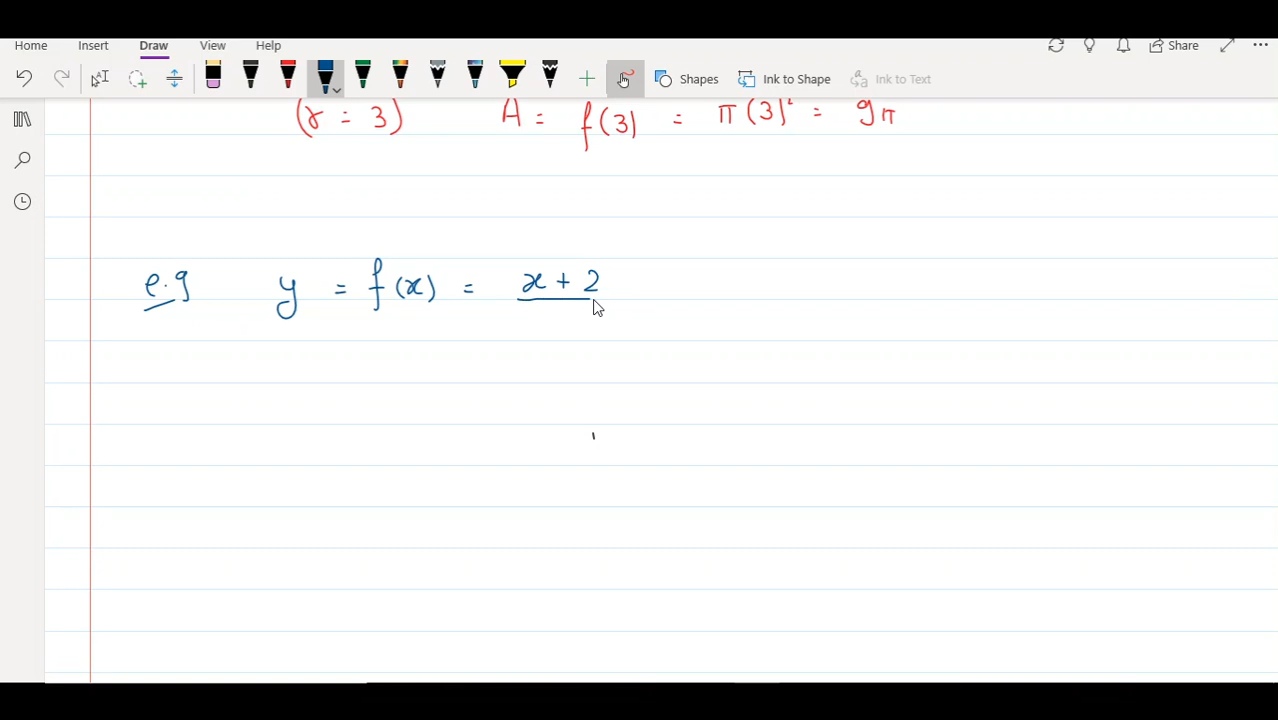 Home Insert Draw View Help Share
Shapes Ink to Shape Ink to Text
(r = 3) A = f(3) = π(3)² = 9π
e.g y = f(x) = x + 2